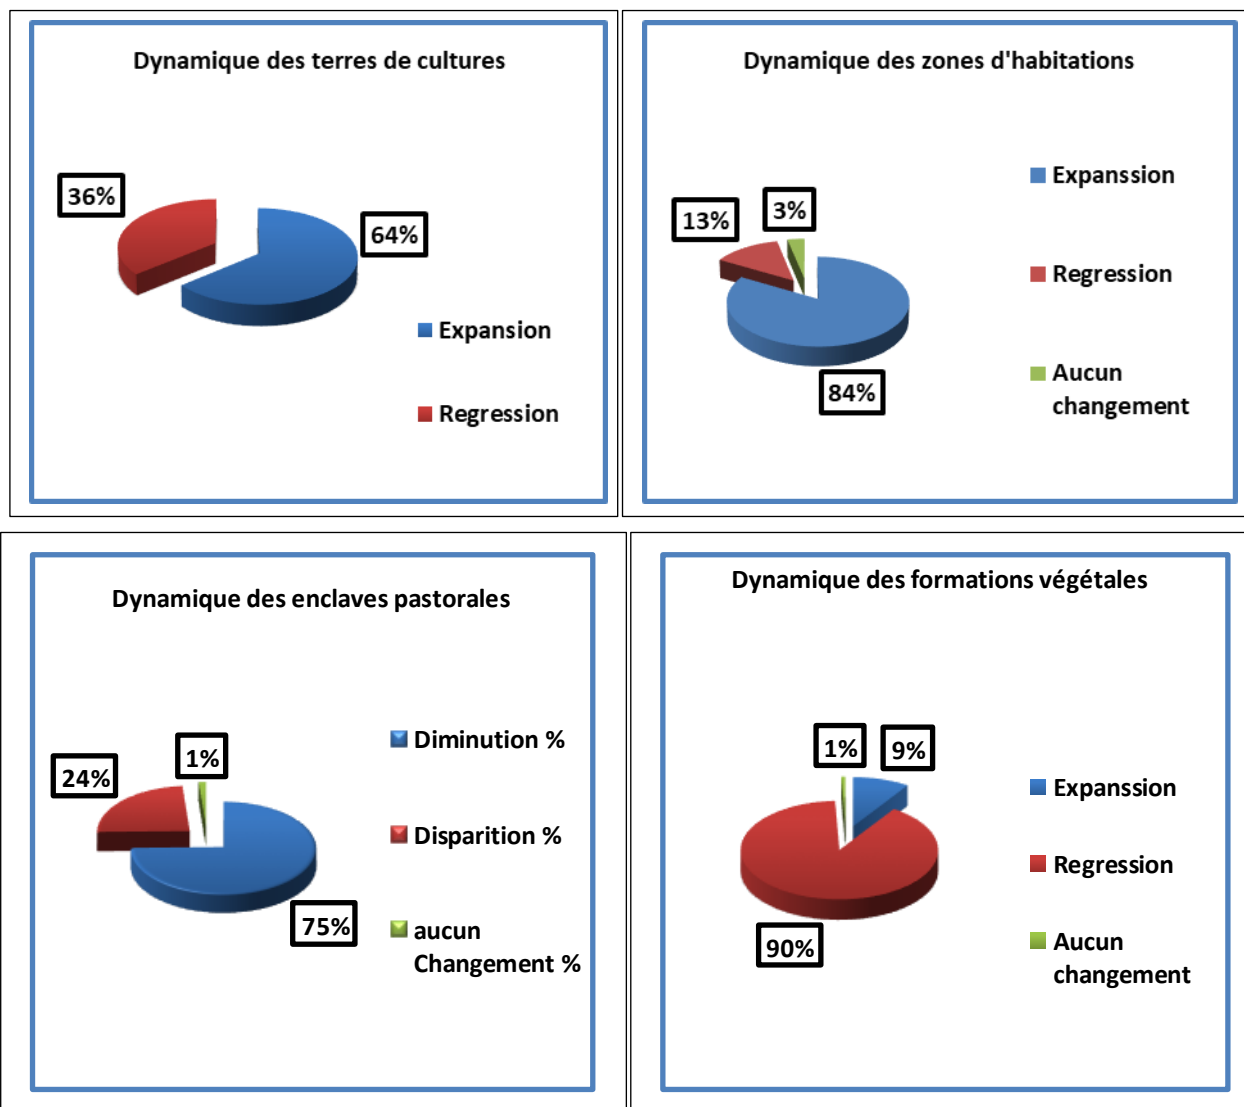 Dynamique des terres de cultures
36%
64%
Expansion
Regression
Dynamique des zones d'habitations
13%
3%
84%
Expanssion
Regression
Aucun
changement
Dynamique des enclaves pastorales
24%
1%
75%
Diminution %
Disparition %
aucun
Changement %
Dynamique des formations végétales
1%
9%
90%
Expanssion
Regression
Aucun
changement